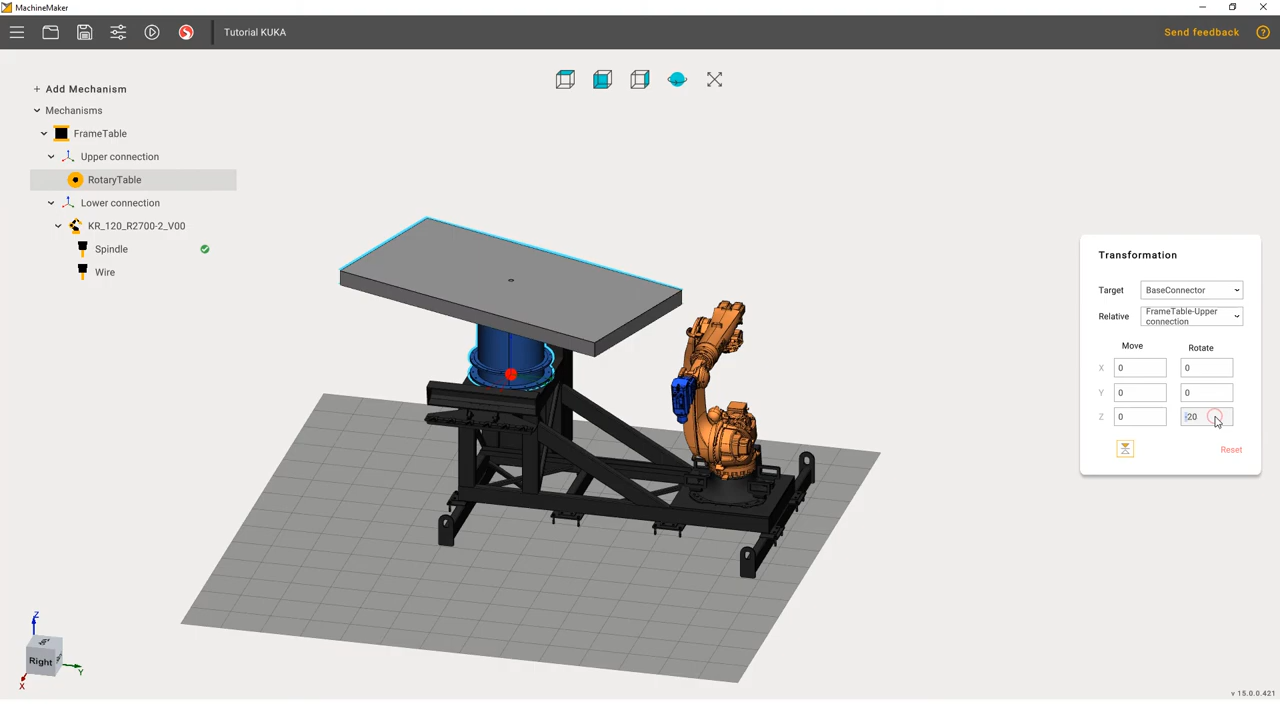 MachineMaker
Tutorial KUKA
Send feedback
?
+ Add Mechanism
Mechanisms
FrameTable
Upper connection
RotaryTable
Lower connection
KR_120_R2700-2_V00
Spindle
Wire
Transformation
Target BaseConnector
Relative FrameTable-Upper
connection
Move Rotate
X 0 0
Y 0 0
Z 0 -20
Reset
Z
Right
Y
X
v 15.0.0.421